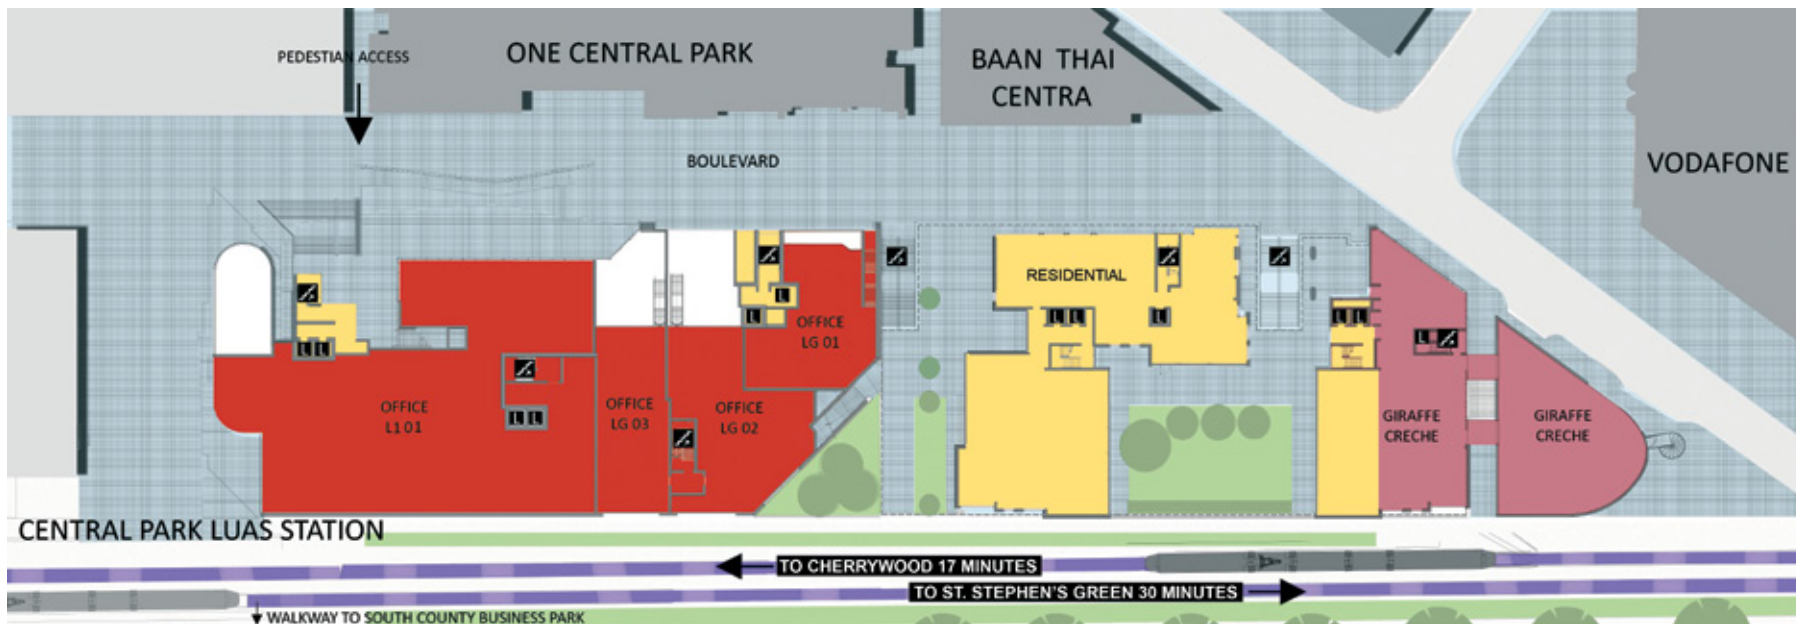 PEDESTIAN ACCESS
ONE CENTRAL PARK
BAAN THAI
CENTRA
BOULEVARD
VODAFONE
RESIDENTIAL
L
L
L
L
L
L
L
L
L
L
OFFICE
LG 01
OFFICE
L1 01
L
L
OFFICE
LG 03
OFFICE
LG 02
GIRAFFE
CRECHE
GIRAFFE
CRECHE
CENTRAL PARK LUAS STATION
TO CHERRYWOOD 17 MINUTES
TO ST. STEPHEN'S GREEN 30 MINUTES
WALKWAY TO SOUTH COUNTY BUSINESS PARK